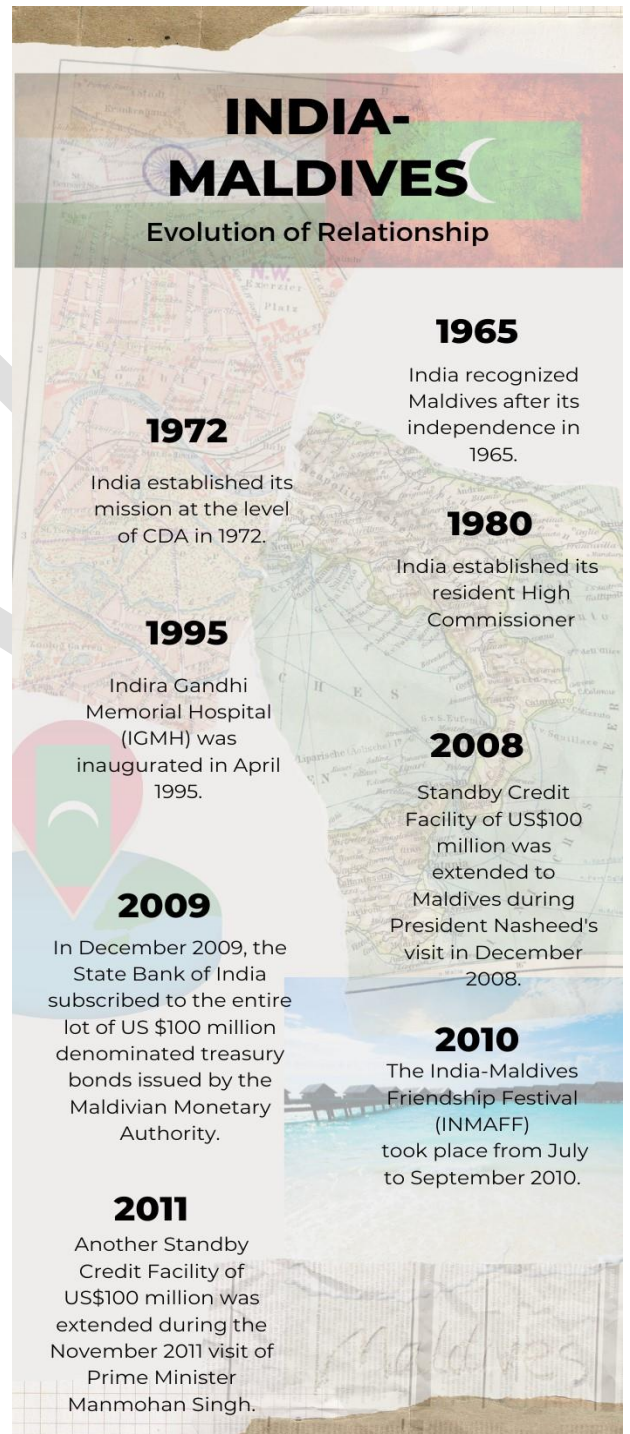 INDIA-
MALDIVES
Evolution of Relationship
1965
India recognized
Maldives after its
independence in
1965.
1972
India established its
mission at the level
of CDA in 1972.
1980
India established its
resident High
Commissioner
1995
Indira Gandhi
Memorial Hospital
(IGMH) was
inaugurated in April
1995.
2008
Standby Credit
Facility of US$100
million was
extended to
Maldives during
President Nasheed's
visit in December
2008.
2009
In December 2009, the
State Bank of India
subscribed to the entire
lot of US $100 million
denominated treasury
bonds issued by the
Maldivian Monetary
Authority.
2010
The India-Maldives
Friendship Festival
(INMAFF)
took place from July
to September 2010.
2011
Another Standby
Credit Facility of
US$100 million was
extended during the
November 2011 visit of
Prime Minister
Manmohan Singh.
Maldives
N.W.
Exerzier
Platz